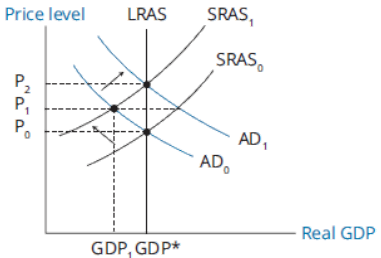 Price level LRAS SRAS₁
SRAS₀
P₂
P₁
P₀
AD₁
AD₀
Real GDP
GDP₁ GDP*